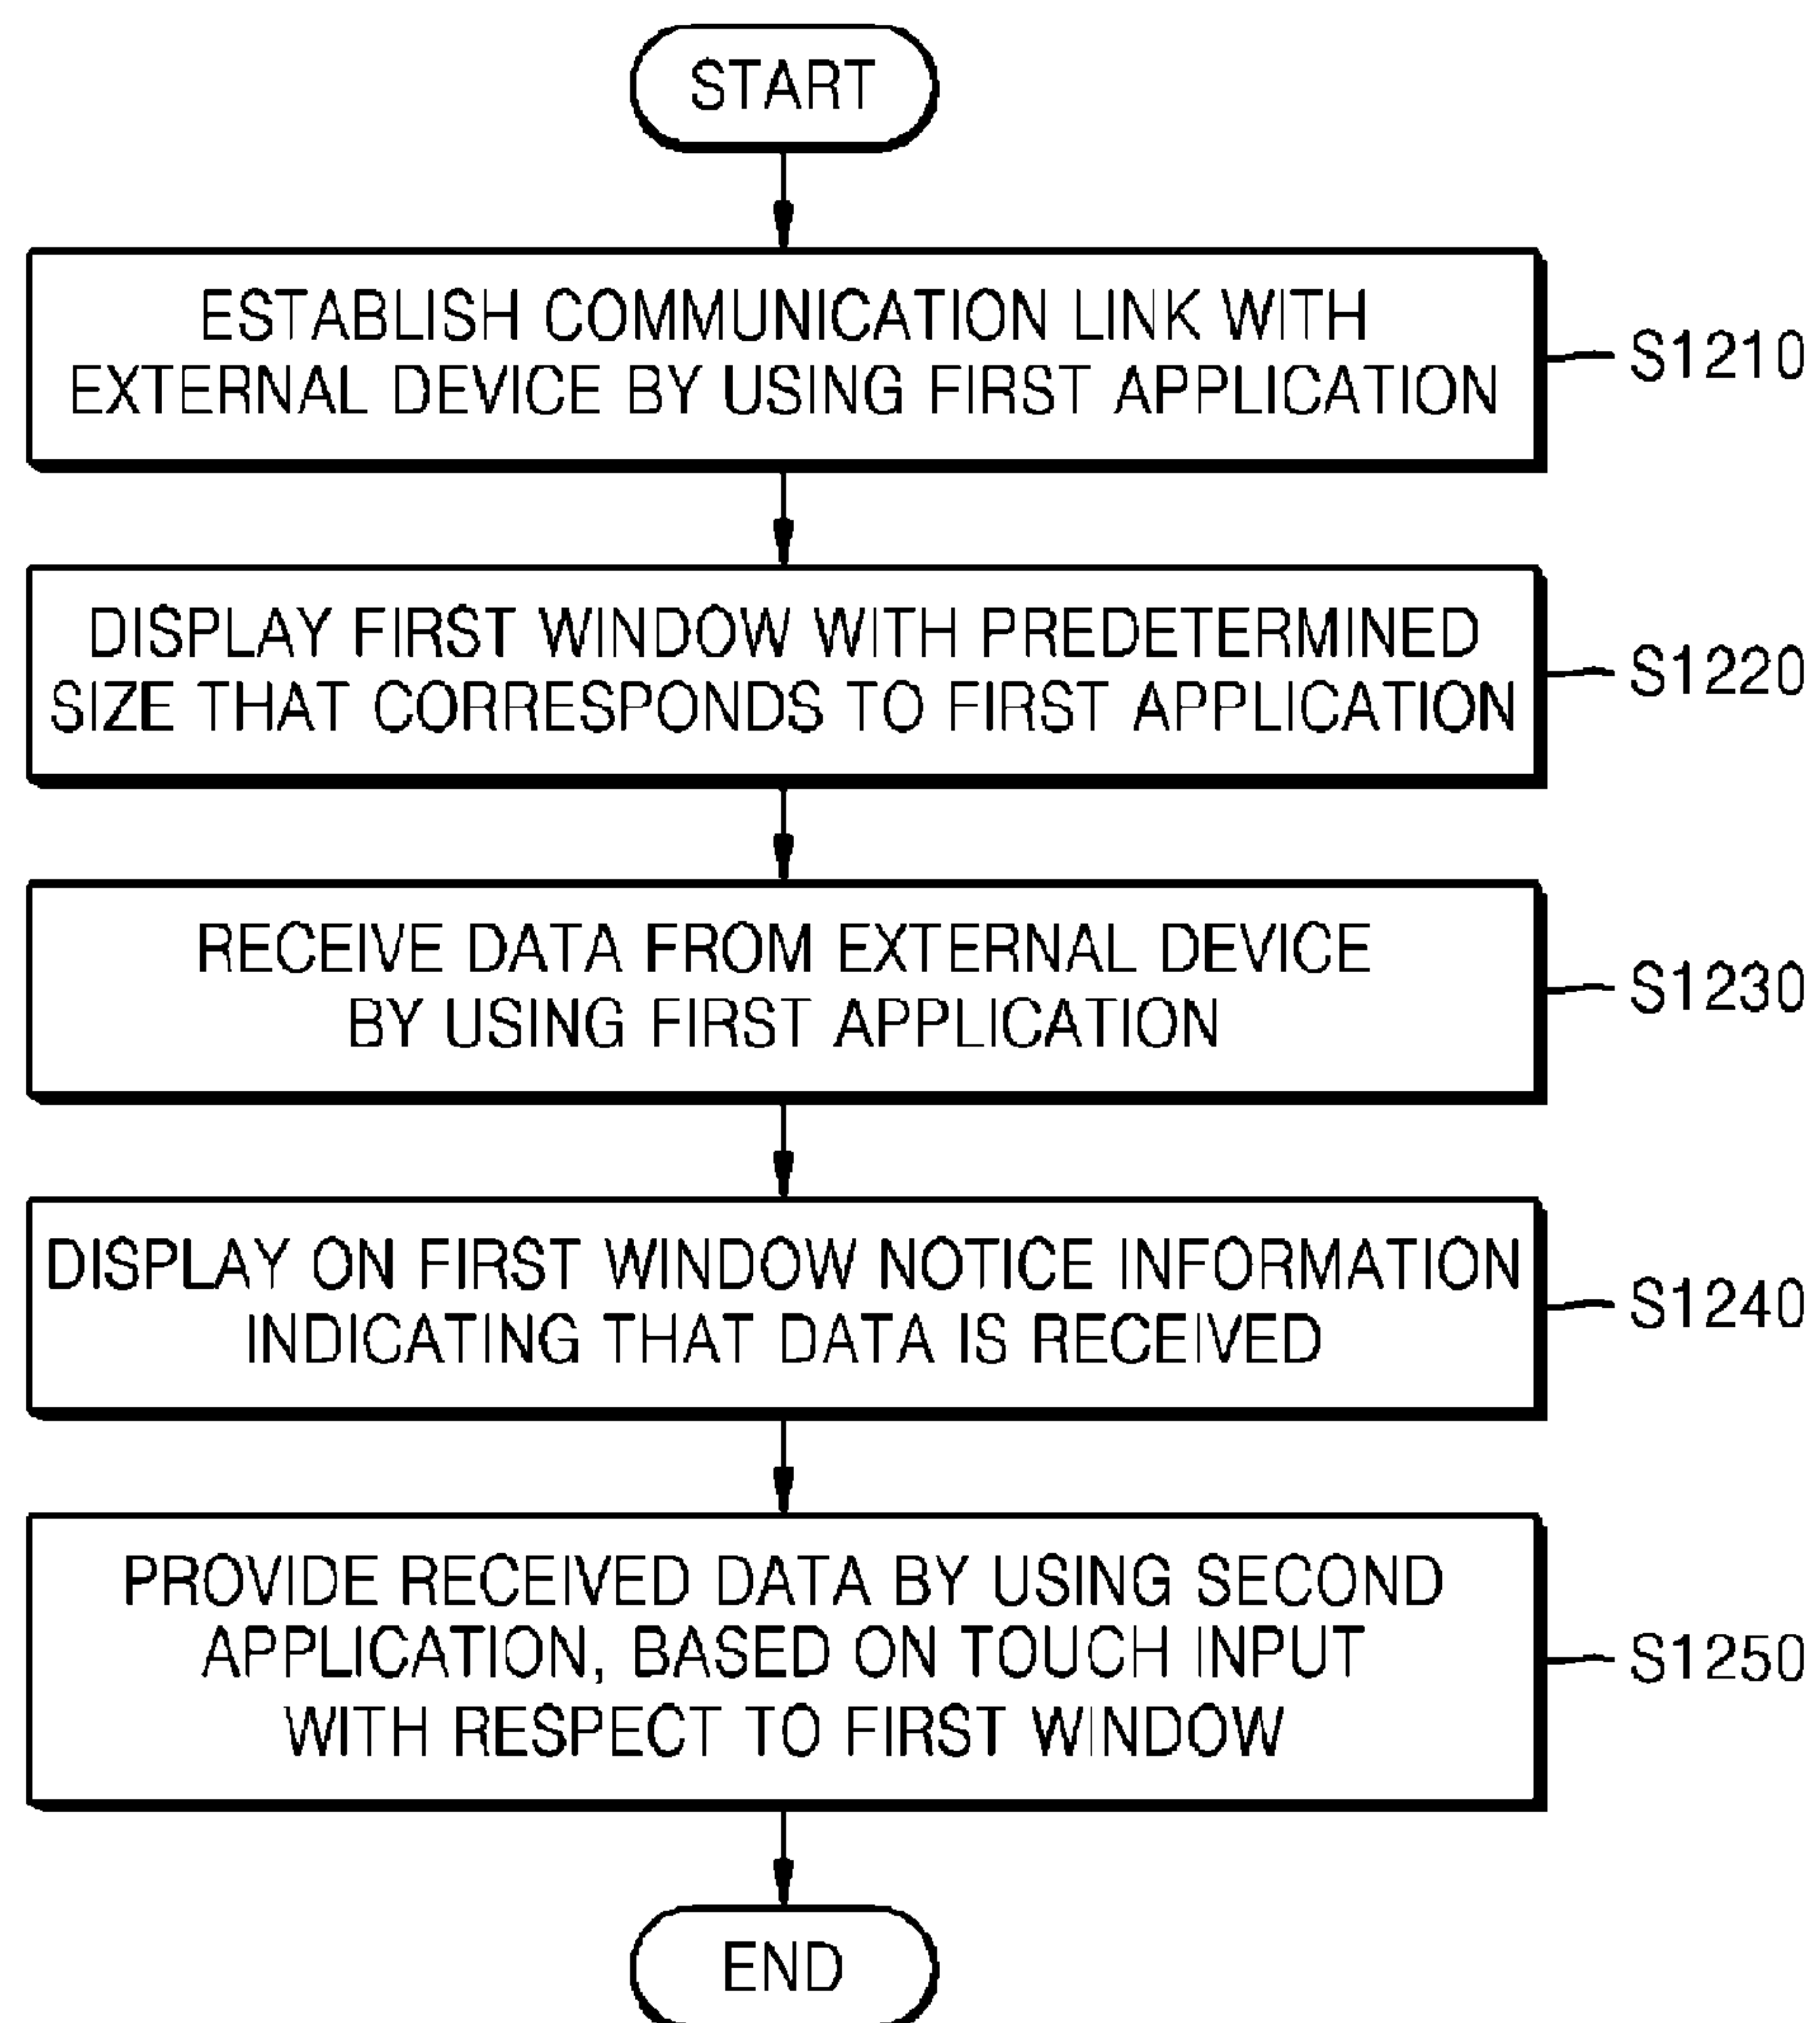 START
ESTABLISH COMMUNICATION LINK WITH
EXTERNAL DEVICE BY USING FIRST APPLICATION
S1210
DISPLAY FIRST WINDOW WITH PREDETERMINED
SIZE THAT CORRESPONDS TO FIRST APPLICATION
S1220
RECEIVE DATA FROM EXTERNAL DEVICE
BY USING FIRST APPLICATION
S1230
DISPLAY ON FIRST WINDOW NOTICE INFORMATION
INDICATING THAT DATA IS RECEIVED
S1240
PROVIDE RECEIVED DATA BY USING SECOND
APPLICATION, BASED ON TOUCH INPUT
WITH RESPECT TO FIRST WINDOW
S1250
END